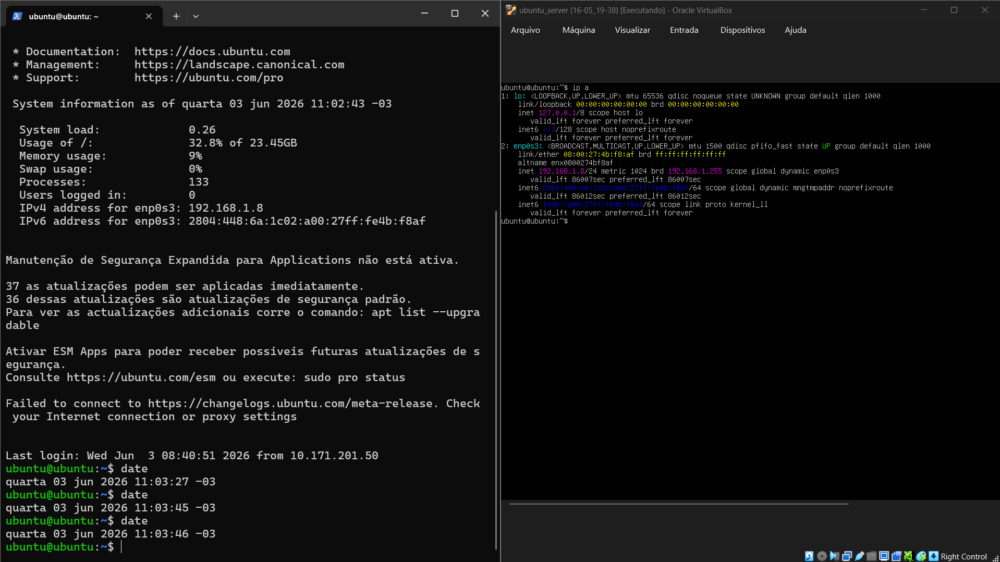 ubuntu@ubuntu: ~
* Documentation:  https://docs.ubuntu.com
* Management:     https://landscape.canonical.com
* Support:        https://ubuntu.com/pro
System information as of quarta 03 jun 2026 11:02:43 -03
System load:             0.26
Usage of /:              32.8% of 23.45GB
Memory usage:            9%
Swap usage:              0%
Processes:               133
Users logged in:         0
IPv4 address for enp0s3: 192.168.1.8
IPv6 address for enp0s3: 2804:448:6a:1c02:a00:27ff:fe4b:f8af
Manutenção de Segurança Expandida para Applications não está ativa.
37 as atualizações podem ser aplicadas imediatamente.
36 dessas atualizações são atualizações de segurança padrão.
Para ver as actualizações adicionais corre o comando: apt list --upgra
dable
Ativar ESM Apps para poder receber possiveis futuras atualizações de s
egurança.
Consulte https://ubuntu.com/esm ou execute: sudo pro status
Failed to connect to https://changelogs.ubuntu.com/meta-release. Check
your Internet connection or proxy settings
Last login: Wed Jun  3 08:40:51 2026 from 10.171.201.50
ubuntu@ubuntu:~$ date
quarta 03 jun 2026 11:03:27 -03
ubuntu@ubuntu:~$ date
quarta 03 jun 2026 11:03:45 -03
ubuntu@ubuntu:~$ date
quarta 03 jun 2026 11:03:46 -03
ubuntu@ubuntu:~$
ubuntu_server (16-05_19-38) [Executando] - Oracle VirtualBox
Arquivo Máquina Visualizar Entrada Dispositivos Ajuda
ubuntu@ubuntu:~$ ip a
1: lo: <LOOPBACK,UP,LOWER_UP> mtu 65536 qdisc noqueue state UNKNOWN group default qlen 1000
link/loopback 00:00:00:00:00:00 brd 00:00:00:00:00:00
inet 127.0.0.1/8 scope host lo
valid_lft forever preferred_lft forever
inet6 ::1/128 scope host noprefixroute
valid_lft forever preferred_lft forever
2: enp0s3: <BROADCAST,MULTICAST,UP,LOWER_UP> mtu 1500 qdisc pfifo_fast state UP group default qlen 1000
link/ether 08:00:27:4b:f8:af brd ff:ff:ff:ff:ff:ff
altname enx0800274bf8af
inet 192.168.1.8/24 metric 1024 brd 192.168.1.255 scope global dynamic enp0s3
valid_lft 86007sec preferred_lft 86007sec
inet6 2804:448:6a:1c02:a00:27ff:fe4b:f8af/64 scope global dynamic mngtmpaddr noprefixroute
valid_lft 86012sec preferred_lft 86012sec
inet6 fe80::a00:27ff:fe4b:f8af/64 scope link proto kernel_ll
valid_lft forever preferred_lft forever
ubuntu@ubuntu:~$
Right Control